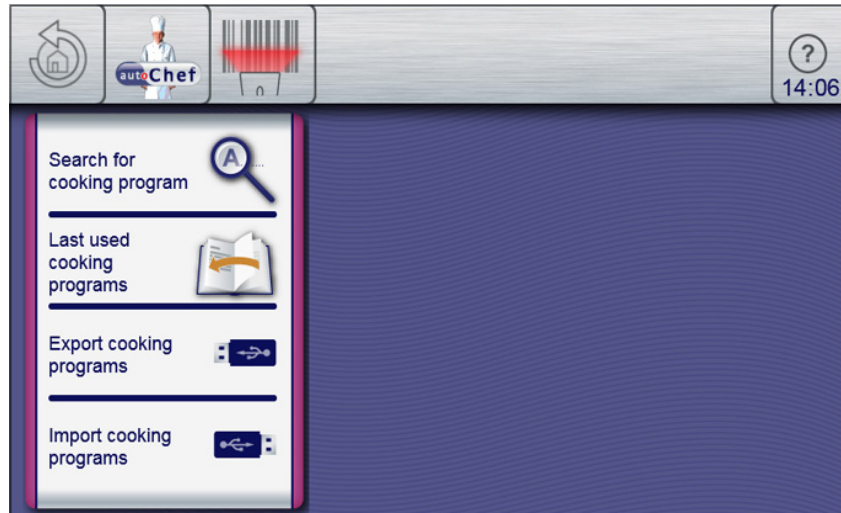 autoChef
?
14:06
Search for
cooking program
A
Last used
cooking
programs
Export cooking
programs
Import cooking
programs